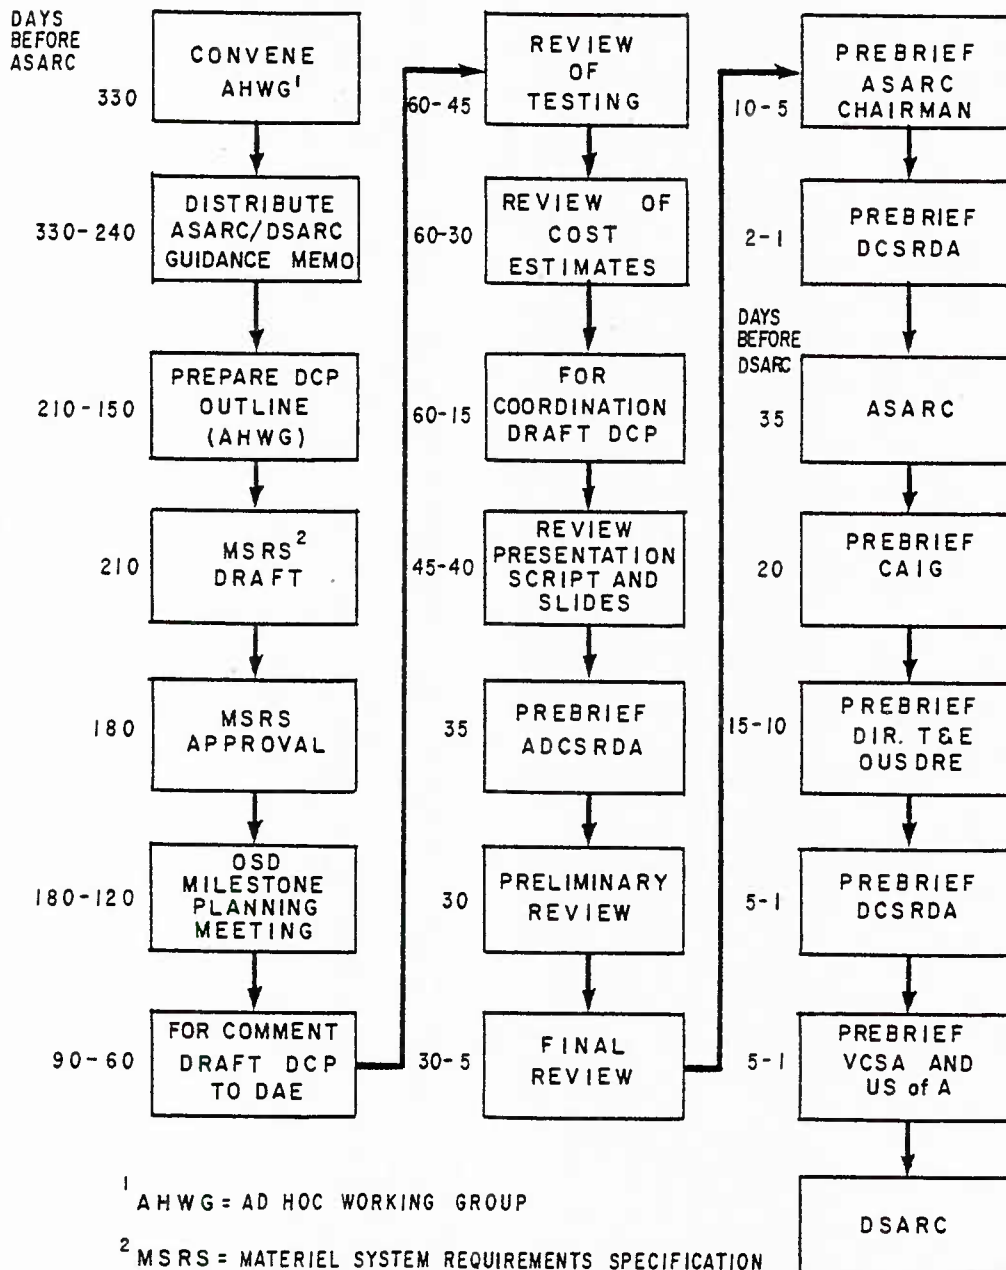 DAYS
BEFORE
ASARC
330
CONVENE
AHWG¹
330-240
DISTRIBUTE
ASARC/DSARC
GUIDANCE MEMO
210-150
PREPARE DCP
OUTLINE
(AHWG)
210
MSRS²
DRAFT
180
MSRS
APPROVAL
180-120
OSD
MILESTONE
PLANNING
MEETING
90-60
FOR COMMENT
DRAFT DCP
TO DAE
60-45
REVIEW
OF
TESTING
60-30
REVIEW OF
COST
ESTIMATES
60-15
FOR
COORDINATION
DRAFT DCP
45-40
REVIEW
PRESENTATION
SCRIPT AND
SLIDES
35
PREBRIEF
ADCSRDA
30
PRELIMINARY
REVIEW
30-5
FINAL
REVIEW
10-5
PREBRIEF
ASARC
CHAIRMAN
2-1
PREBRIEF
DCSRDA
DAYS
BEFORE
DSARC
35
ASARC
20
PREBRIEF
CAIG
15-10
PREBRIEF
DIR. T&E
OUSDRE
5-1
PREBRIEF
DCSRDA
5-1
PREBRIEF
VCSA AND
US of A
DSARC
¹ AHWG = AD HOC WORKING GROUP
² MSRS = MATERIEL SYSTEM REQUIREMENTS SPECIFICATION